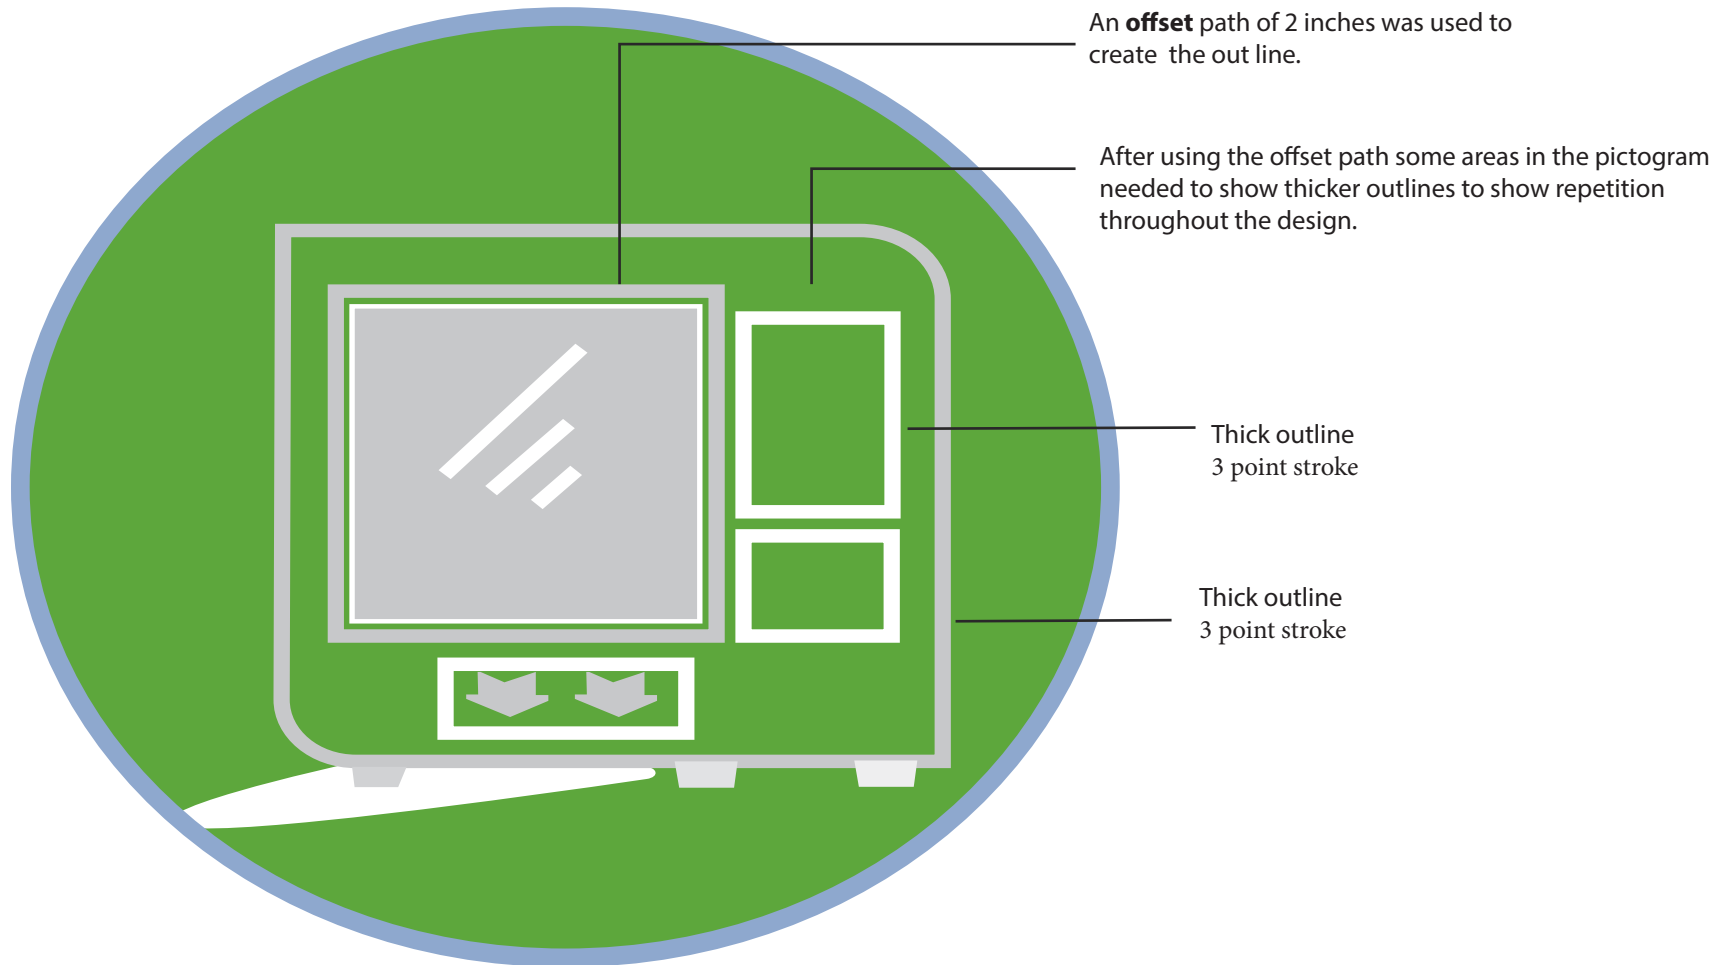 An offset path of 2 inches was used to
create the out line.
After using the offset path some areas in the pictogram
needed to show thicker outlines to show repetition
throughout the design.
Thick outline
3 point stroke
Thick outline
3 point stroke